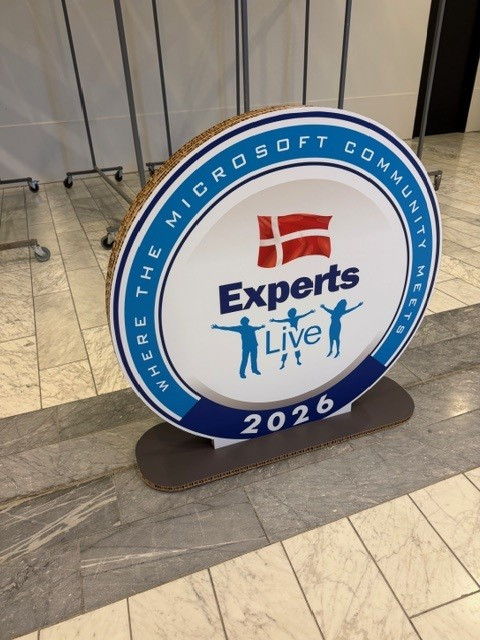 WHERE THE MICROSOFT COMMUNITY MEETS
Experts
Live
2026